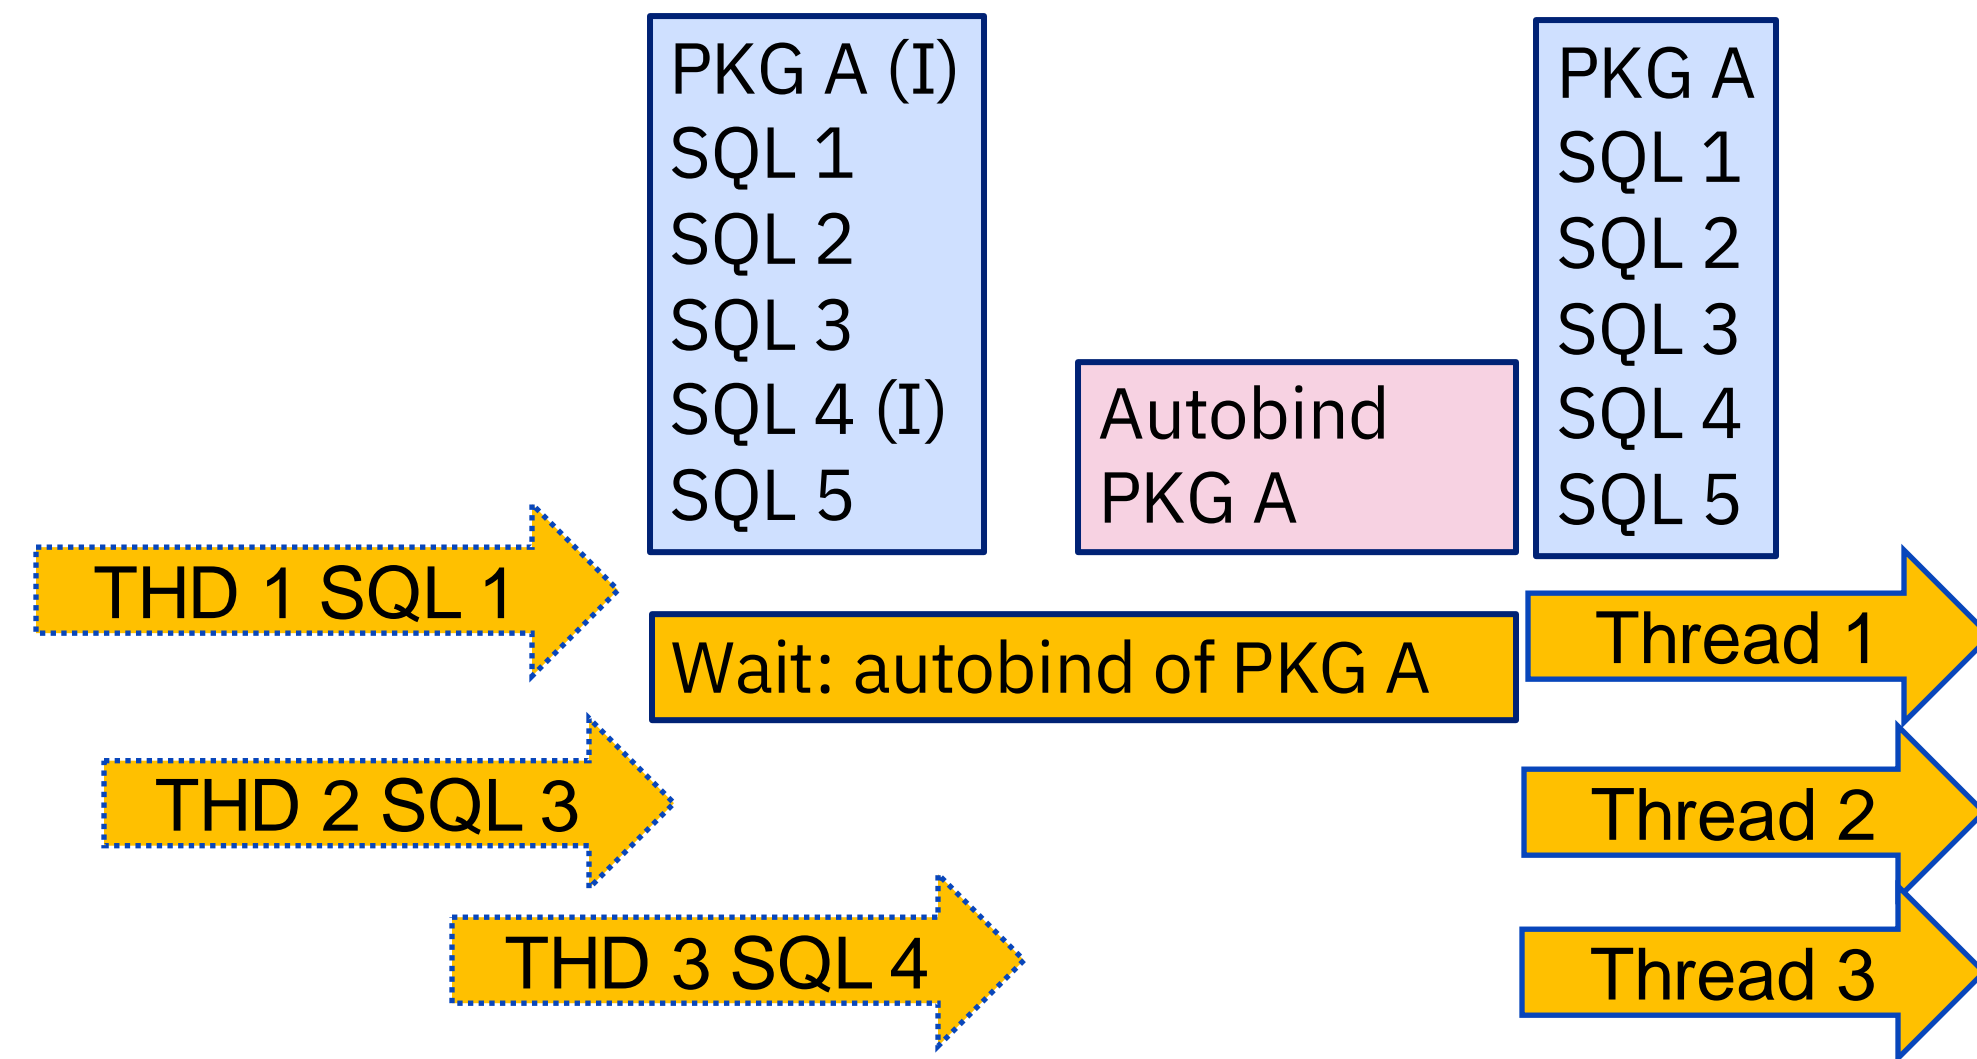 PKG A (I)
SQL 1
SQL 2
SQL 3
SQL 4 (I)
SQL 5
Autobind
PKG A
PKG A
SQL 1
SQL 2
SQL 3
SQL 4
SQL 5
THD 1 SQL 1
Wait: autobind of PKG A
Thread 1
THD 2 SQL 3
Thread 2
THD 3 SQL 4
Thread 3